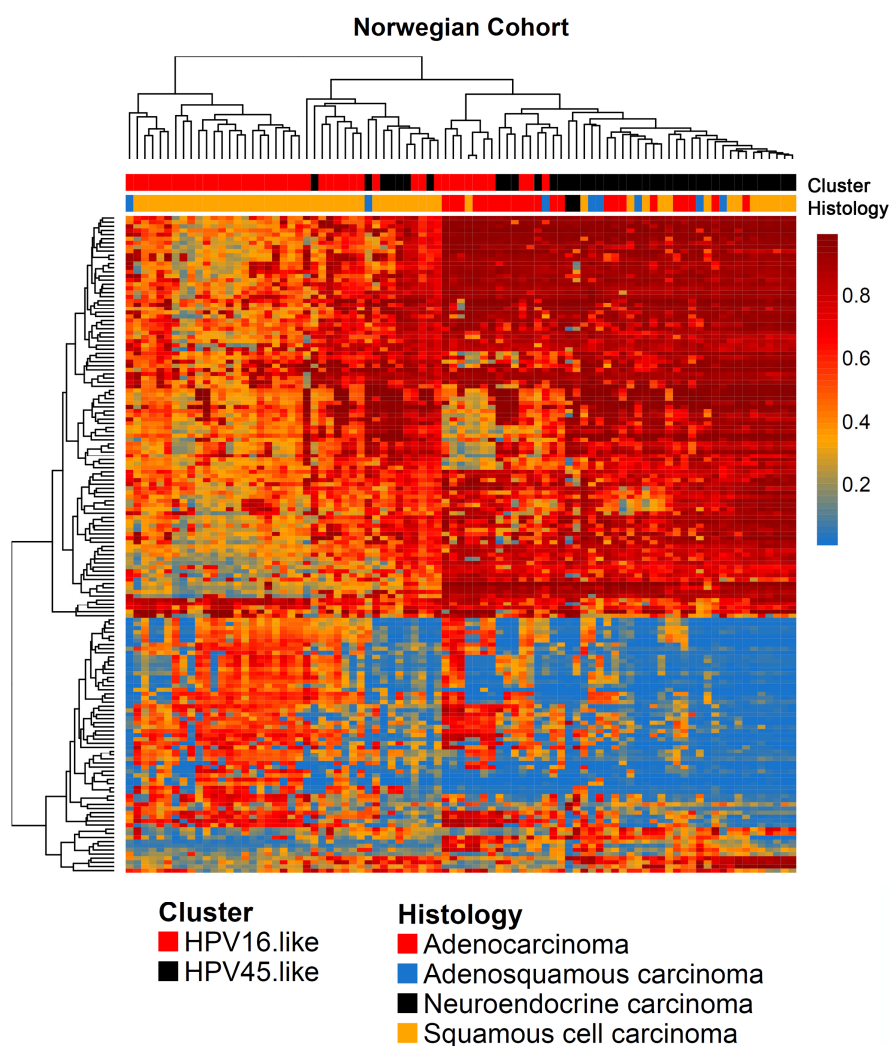 Norwegian Cohort
Cluster
Histology
0.8
0.6
0.4
0.2
Cluster
HPV16.like
HPV45.like
Histology
Adenocarcinoma
Adenosquamous carcinoma
Neuroendocrine carcinoma
Squamous cell carcinoma